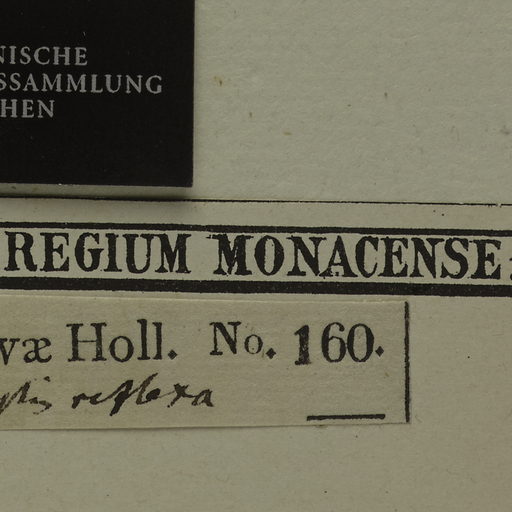 NISCHE
SSAMMLUNG
HEN
REGIUM MONACENSE
væ Holl. No. 160.
reflexa